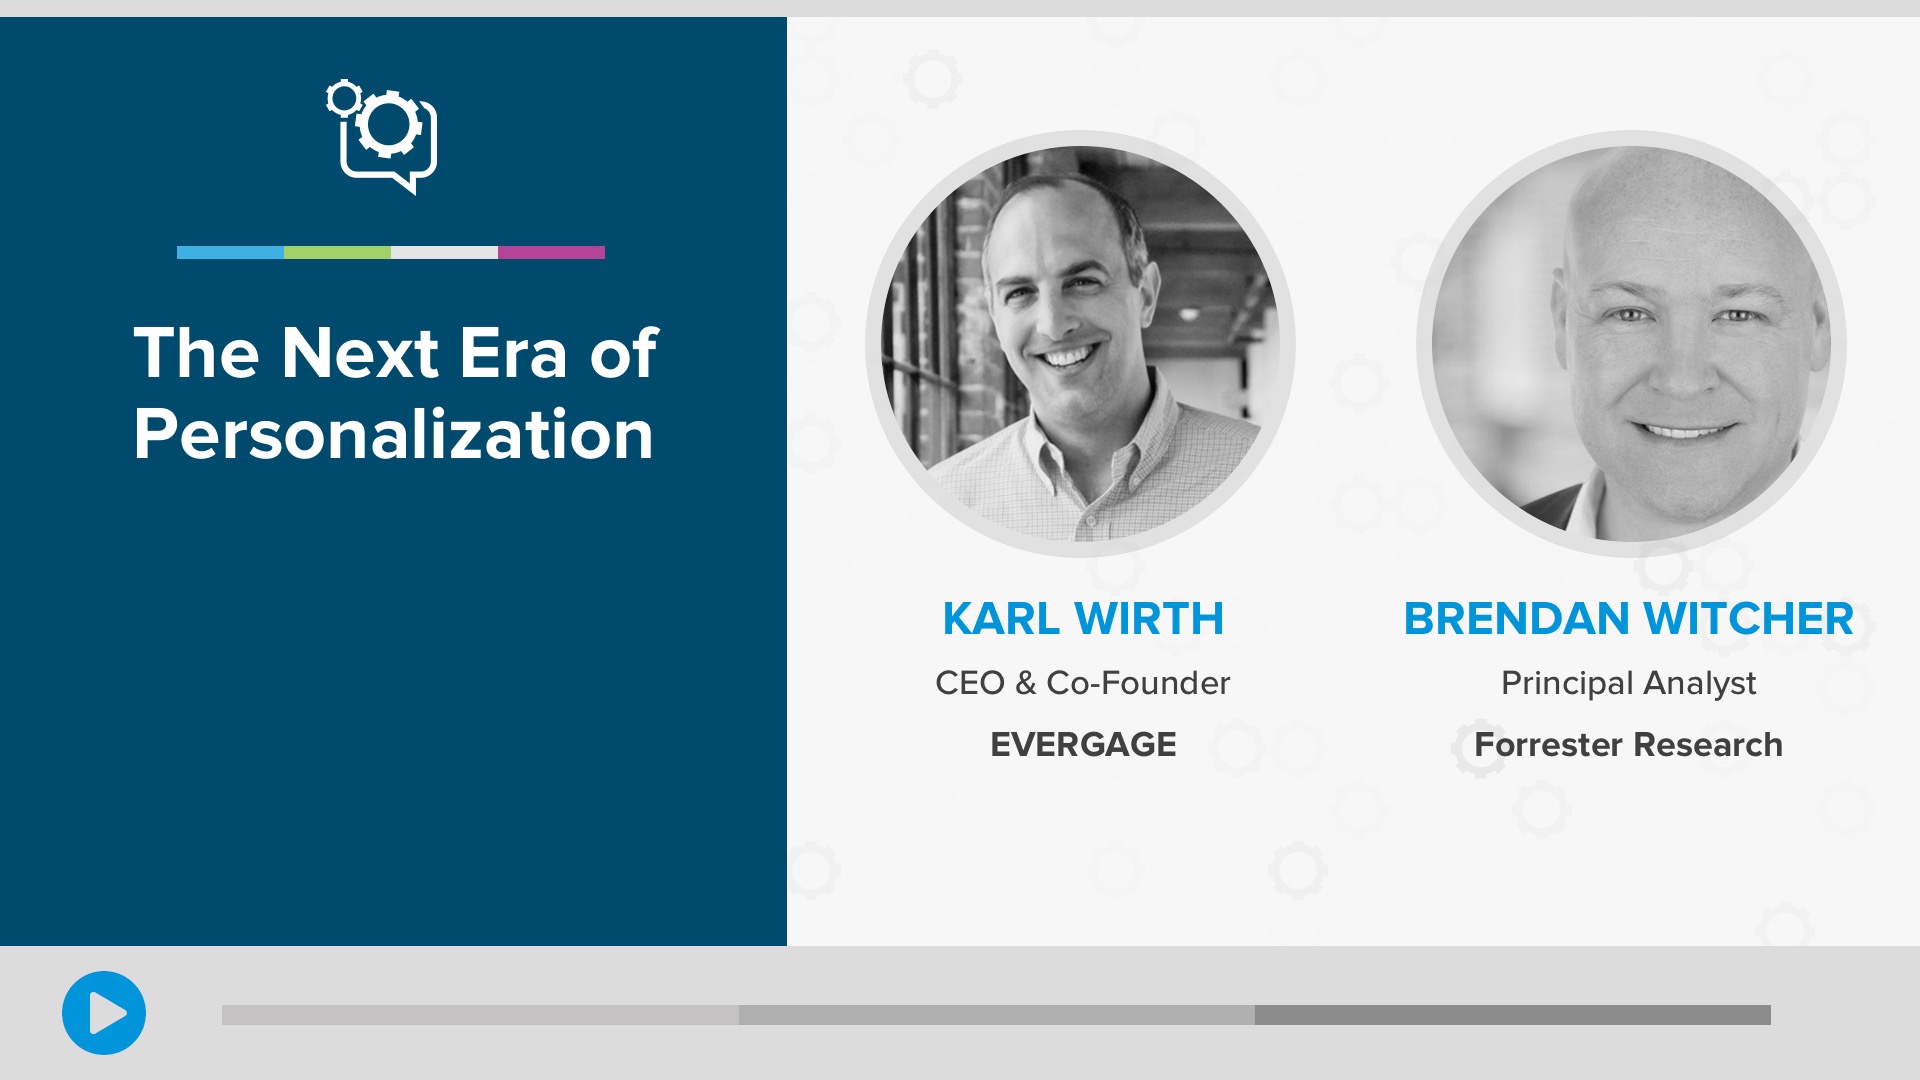 The Next Era of
Personalization
KARL WIRTH
CEO & Co-Founder
EVERGAGE
BRENDAN WITCHER
Principal Analyst
Forrester Research